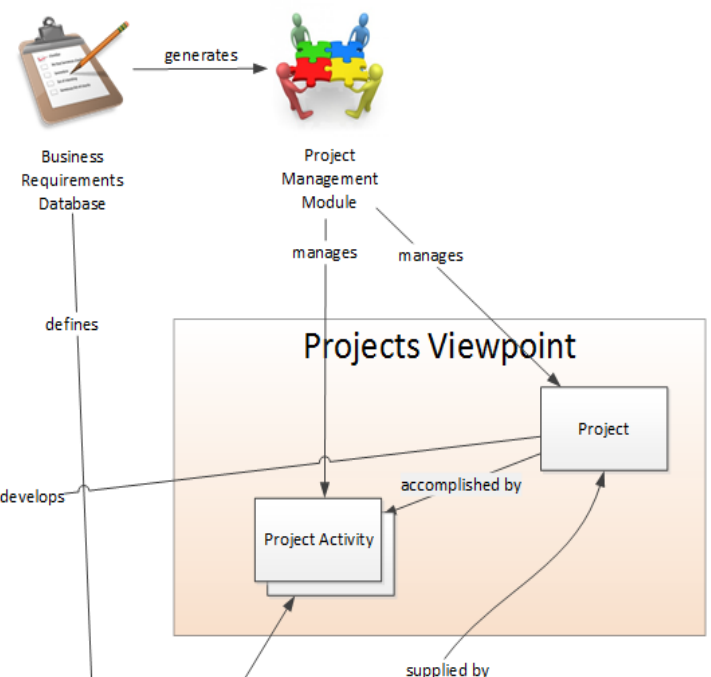 generates
Business
Requirements
Database
Project
Management
Module
manages
manages
defines
Projects Viewpoint
Project
develops
accomplished by
Project Activity
supplied by